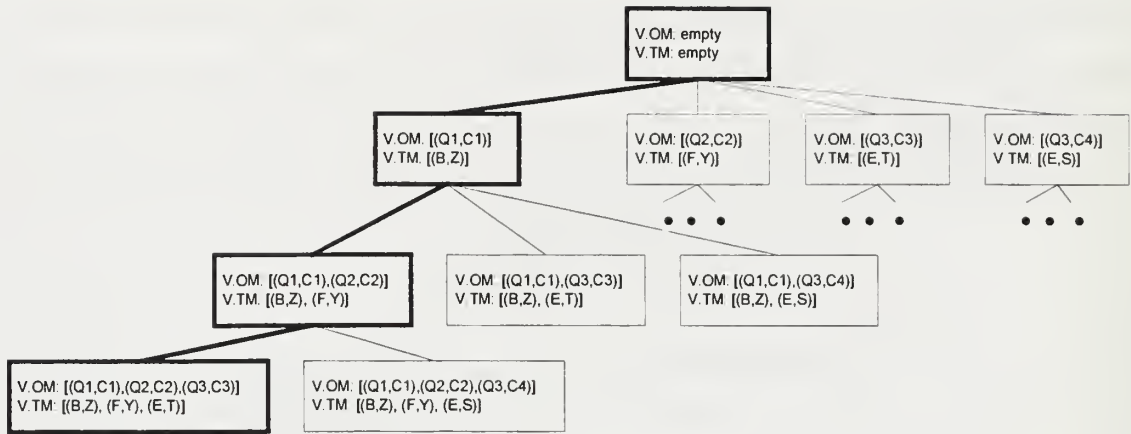 V.OM: empty
V.TM: empty
V.OM. [(Q1,C1)]
V.TM. [(B,Z)]
V.OM: [(Q2,C2)]
V.TM. [(F,Y)]
V.OM: [(Q3,C3)]
V.TM: [(E,T)]
V.OM: [(Q3,C4)]
V TM: [(E,S)]
V.OM. [(Q1,C1),(Q2,C2)]
V.TM: [(B,Z), (F,Y)]
V.OM: [(Q1,C1),(Q3,C3)]
V.TM: [(B,Z), (E,T)]
V.OM: [(Q1,C1),(Q3,C4)]
V.TM: [(B,Z), (E,S)]
V.OM: [(Q1,C1),(Q2,C2),(Q3,C3)]
V.TM: [(B,Z), (F,Y), (E,T)]
V.OM: [(Q1,C1),(Q2,C2),(Q3,C4)]
V.TM [(B,Z), (F,Y), (E,S)]